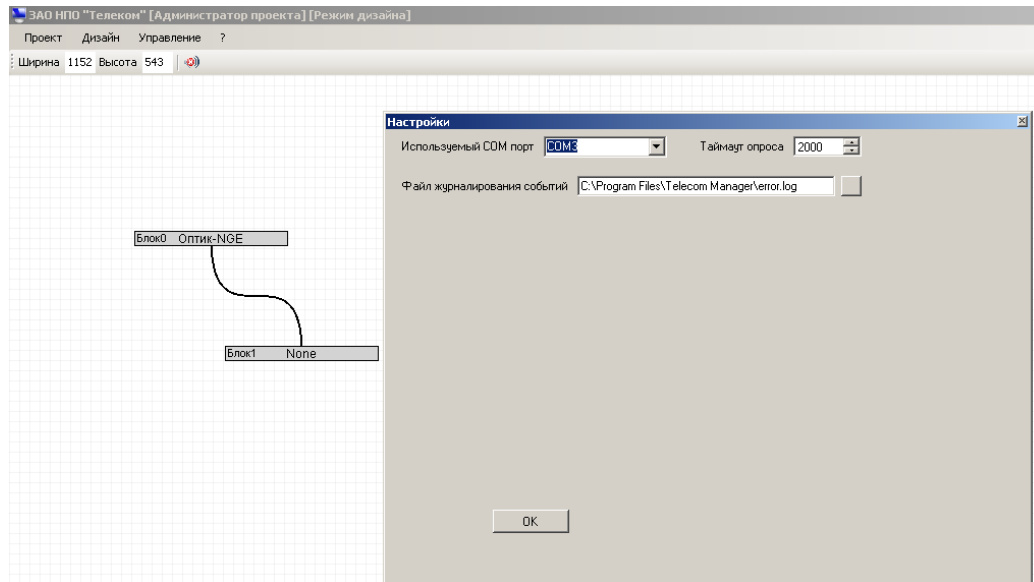 ЗАО НПО "Телеком" [Администратор проекта] [Режим дизайна]
Проект Дизайн Управление ?
Ширина 1152 Высота 543
Настройки
Используемый COM порт COM3 Таймаут опроса 2000
Файл журналирования событий C:\Program Files\Telecom Manager\error.log
Блок0 Оптик-NGE
Блок1 None
OK